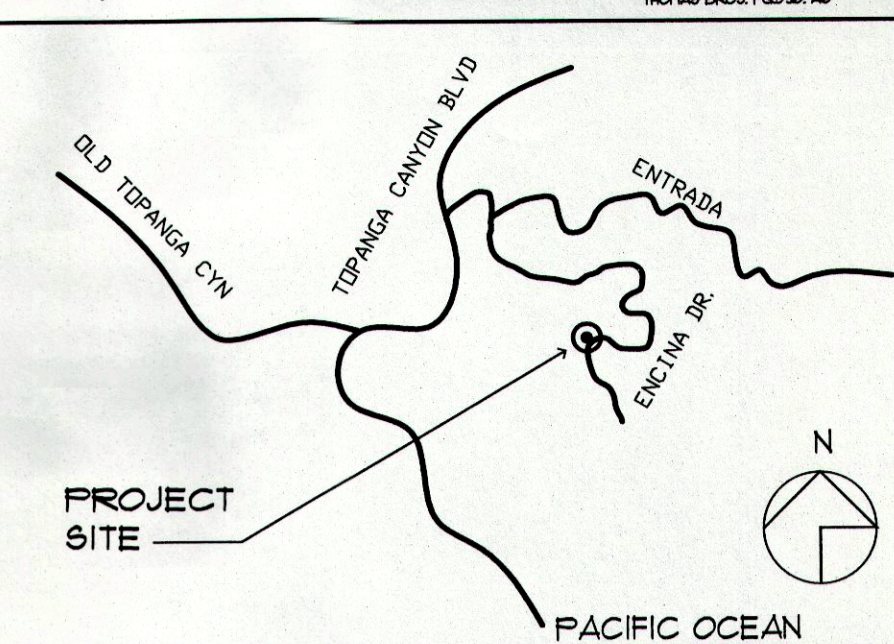 OLD TOPANGA CYN
TOPANGA CANYON BLVD
ENTRADA
ENCINA DR.
N
PROJECT
SITE
PACIFIC OCEAN